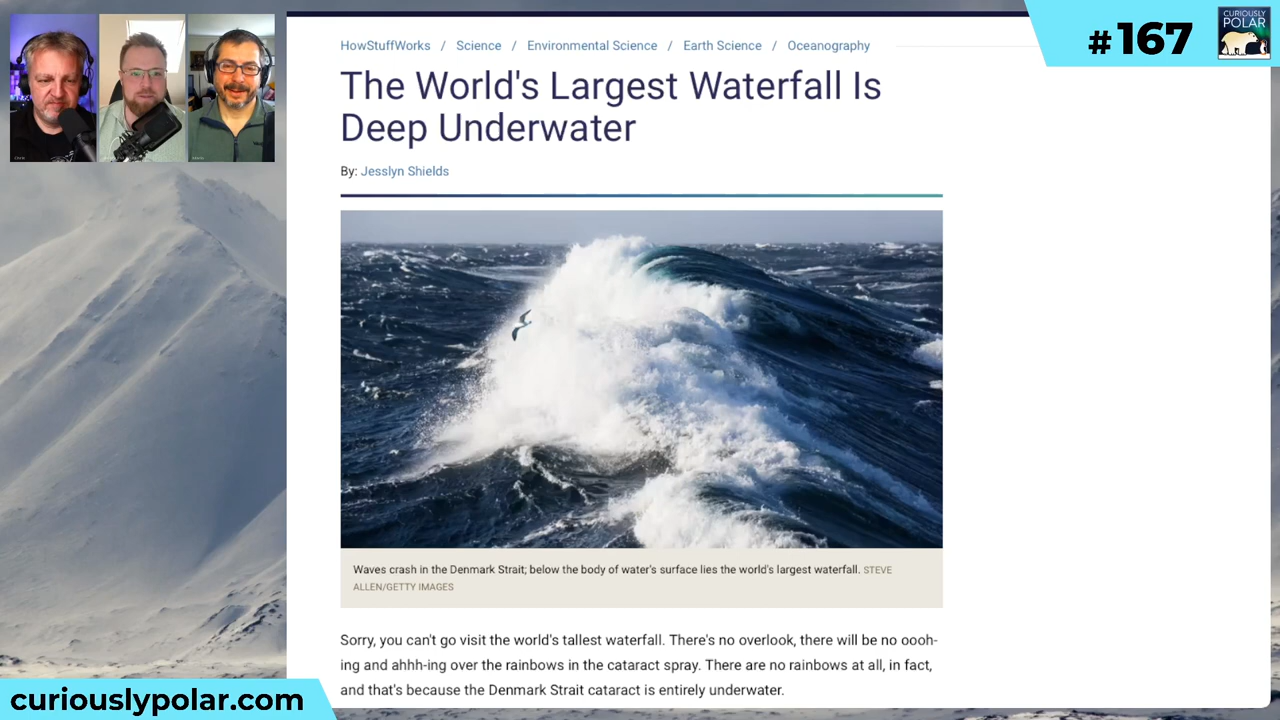 #167
CURIOUSLY
POLAR
HowStuffWorks / Science / Environmental Science / Earth Science / Oceanography
The World's Largest Waterfall Is
Deep Underwater
By: Jesslyn Shields
Waves crash in the Denmark Strait; below the body of water's surface lies the world's largest waterfall. STEVE
ALLEN/GETTY IMAGES
Sorry, you can't go visit the world's tallest waterfall. There's no overlook, there will be no oooh-
ing and ahhh-ing over the rainbows in the cataract spray. There are no rainbows at all, in fact,
and that's because the Denmark Strait cataract is entirely underwater.
curiouslypolar.com